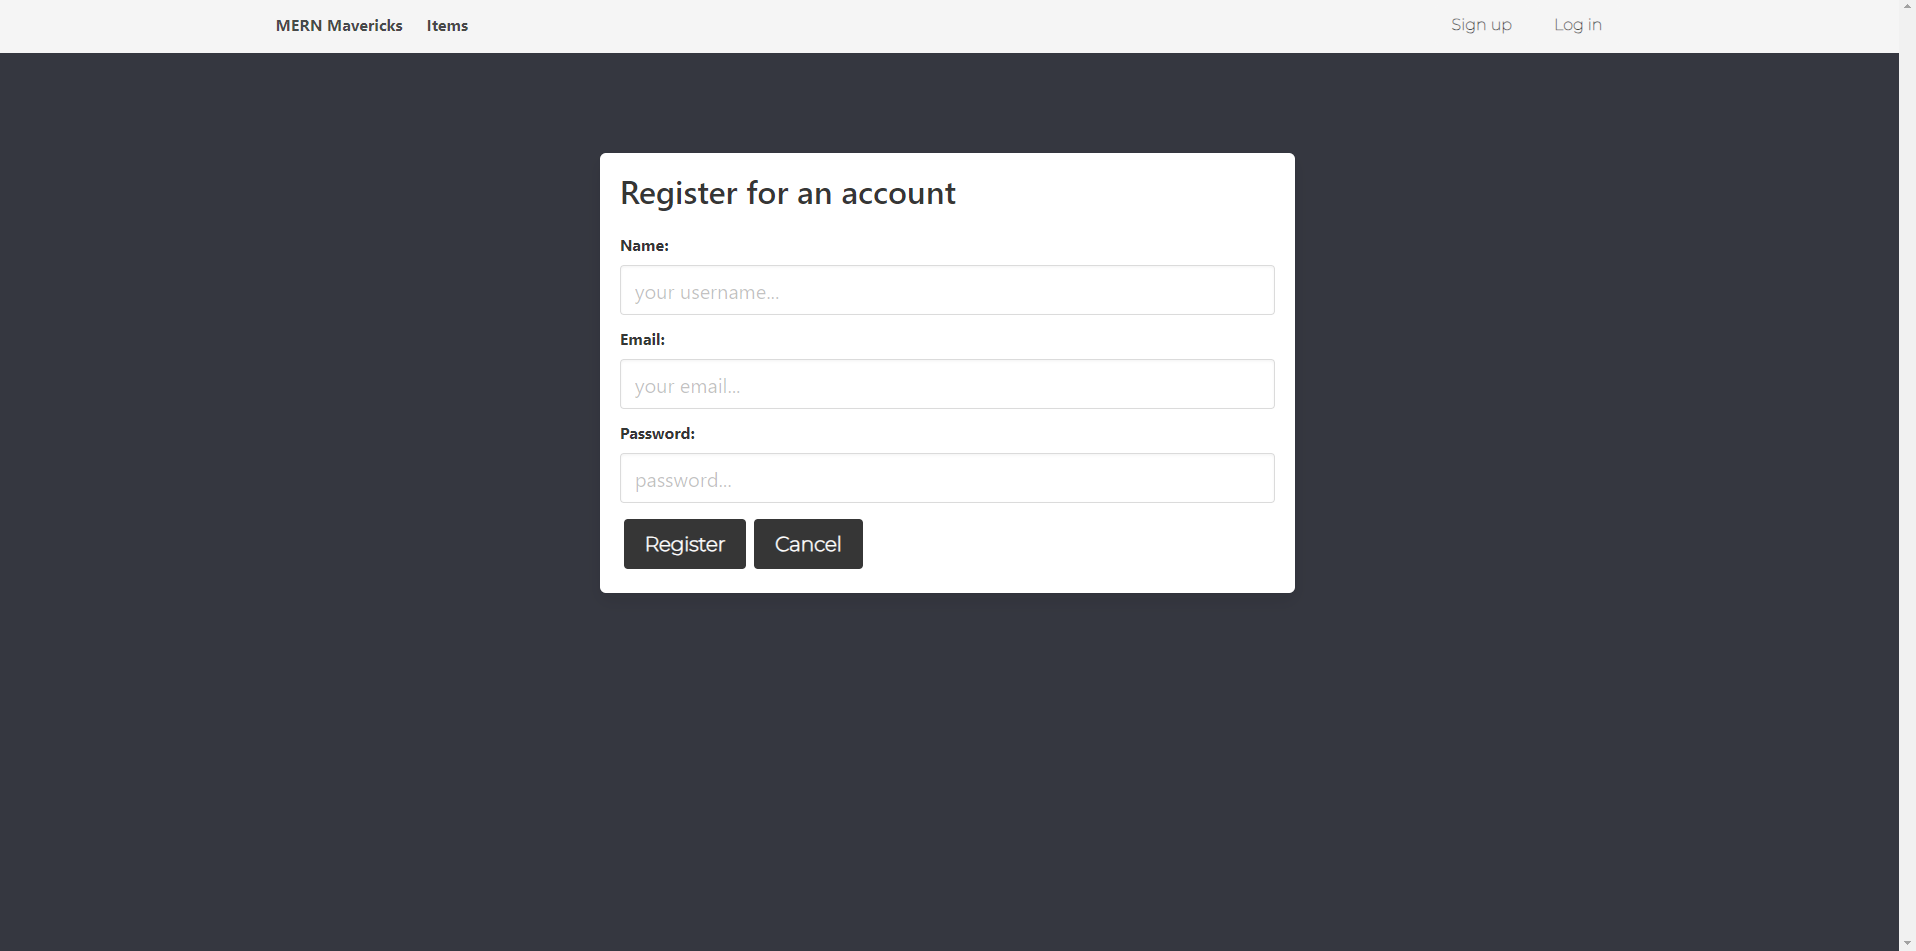 MERN Mavericks Items Sign up Log in
Register for an account
Name:
your username...
Email:
your email...
Password:
password...
Register Cancel